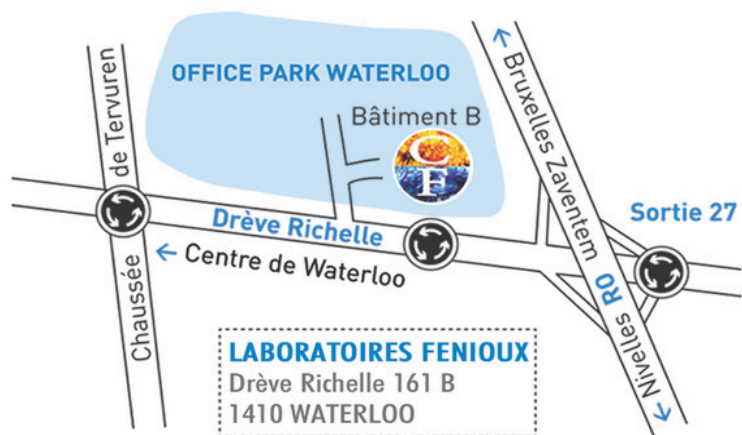 OFFICE PARK WATERLOO
Bâtiment B
C
F
Chaussée de Tervuren
Drève Richelle
← Centre de Waterloo
← Bruxelles Zaventem
Sortie 27
← Nivelles RO
LABORATOIRES FENIOUX
Drève Richelle 161 B
1410 WATERLOO